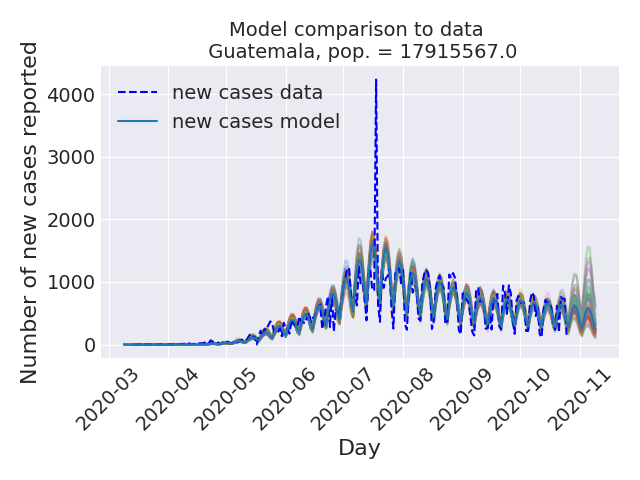 Model comparison to data
Guatemala, pop. = 17915567.0
Number of new cases reported
4000
3000
2000
1000
0
new cases data
new cases model
2020-03
2020-04
2020-05
2020-06
2020-07
2020-08
2020-09
2020-10
2020-11
Day